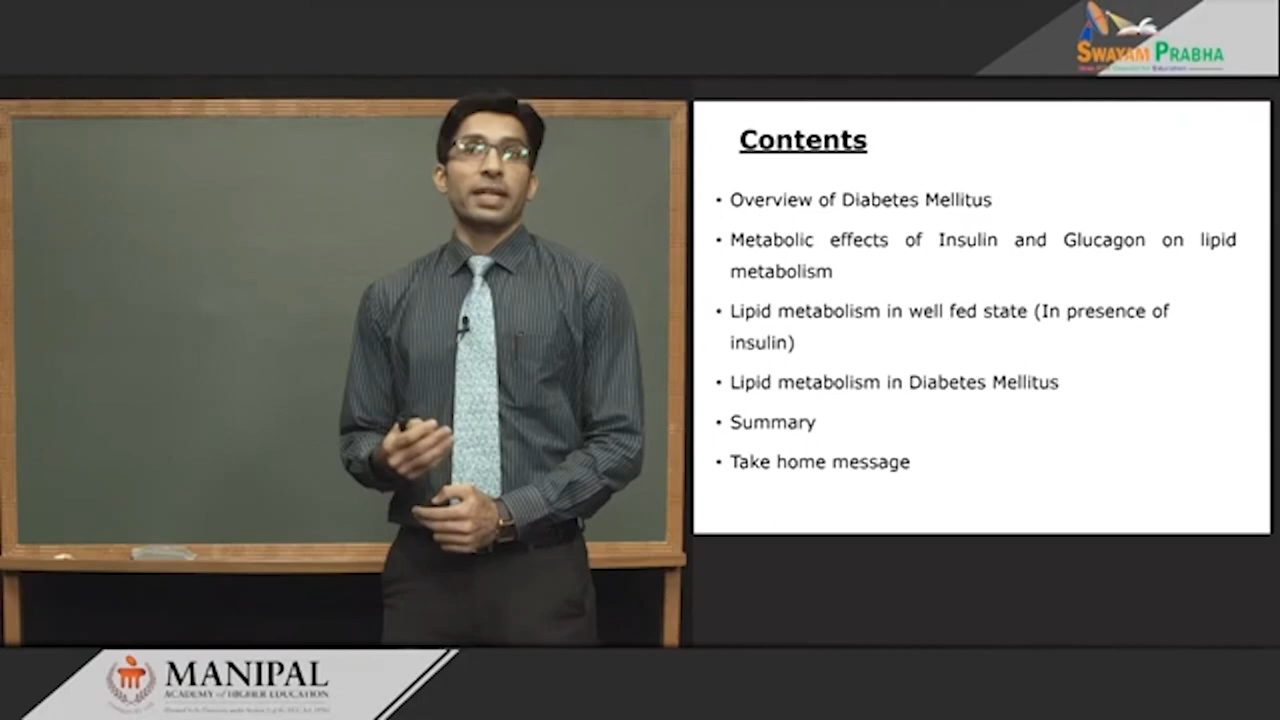 SWAYAM PRABHA
Contents
• Overview of Diabetes Mellitus
• Metabolic effects of Insulin and Glucagon on lipid
metabolism
• Lipid metabolism in well fed state (In presence of
insulin)
• Lipid metabolism in Diabetes Mellitus
• Summary
• Take home message
MANIPAL
ACADEMY of HIGHER EDUCATION